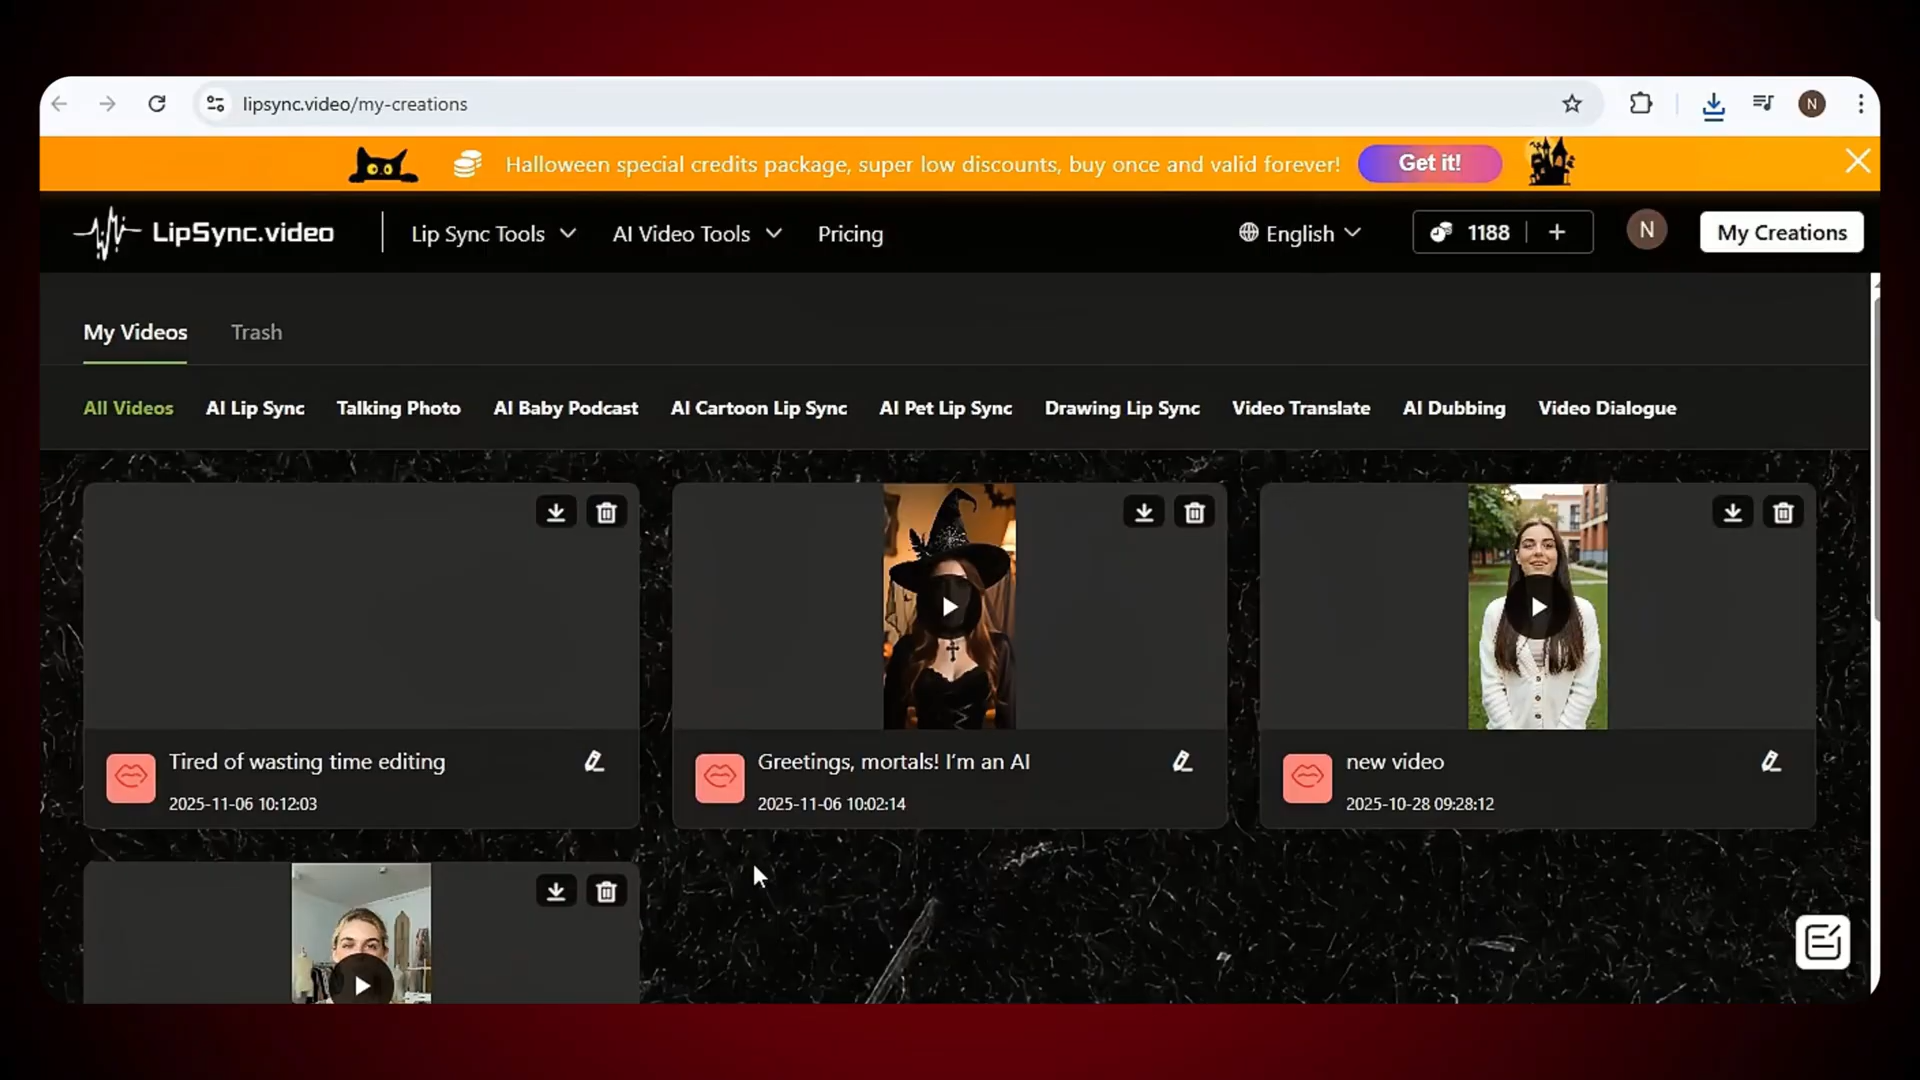 lipsync.video/my-creations
N
Halloween special credits package, super low discounts, buy once and valid forever!
Get it!
LipSync.video
Lip Sync Tools
AI Video Tools
Pricing
English
1188
+
N
My Creations
My Videos
Trash
All Videos
AI Lip Sync
Talking Photo
AI Baby Podcast
AI Cartoon Lip Sync
AI Pet Lip Sync
Drawing Lip Sync
Video Translate
AI Dubbing
Video Dialogue
Tired of wasting time editing
2025-11-06 10:12:03
Greetings, mortals! I’m an AI
2025-11-06 10:02:14
new video
2025-10-28 09:28:12